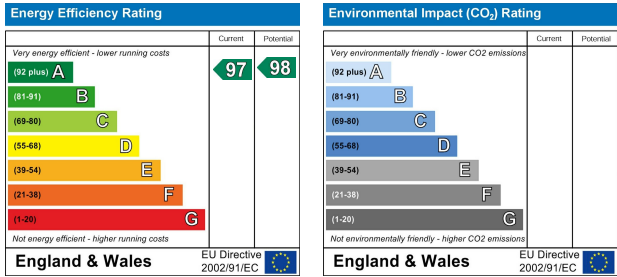 Energy Efficiency Rating
Current Potential
Very energy efficient - lower running costs
(92 plus) A
97 98
(81-91) B
(69-80) C
(55-68) D
(39-54) E
(21-38) F
(1-20) G
Not energy efficient - higher running costs
England & Wales
EU Directive
2002/91/EC
Environmental Impact (CO2) Rating
Current Potential
Very environmentally friendly - lower CO2 emissions
(92 plus) A
(81-91) B
(69-80) C
(55-68) D
(39-54) E
(21-38) F
(1-20) G
Not environmentally friendly - higher CO2 emissions
England & Wales
EU Directive
2002/91/EC